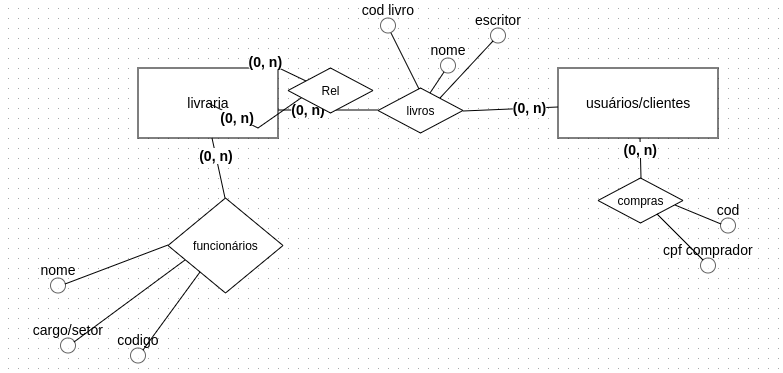 cod livro
escritor
nome
(0, n)
Rel
livraria
(0, n)
(0, n)
livros
(0, n)
usuários/clientes
(0, n)
(0, n)
compras
cod
cpf comprador
funcionários
nome
cargo/setor
codigo